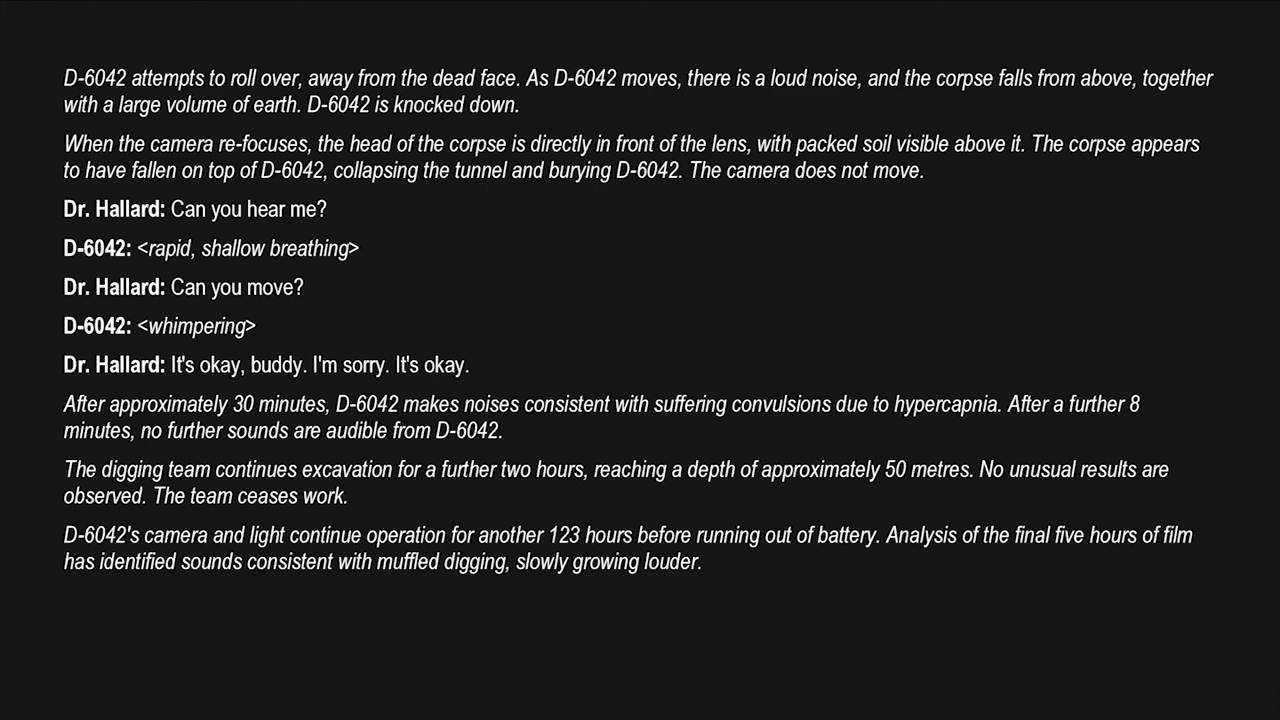 D-6042 attempts to roll over, away from the dead face. As D-6042 moves, there is a loud noise, and the corpse falls from above, together
with a large volume of earth. D-6042 is knocked down.
When the camera re-focuses, the head of the corpse is directly in front of the lens, with packed soil visible above it. The corpse appears
to have fallen on top of D-6042, collapsing the tunnel and burying D-6042. The camera does not move.
Dr. Hallard: Can you hear me?
D-6042: <rapid, shallow breathing>
Dr. Hallard: Can you move?
D-6042: <whimpering>
Dr. Hallard: It's okay, buddy. I'm sorry. It's okay.
After approximately 30 minutes, D-6042 makes noises consistent with suffering convulsions due to hypercapnia. After a further 8
minutes, no further sounds are audible from D-6042.
The digging team continues excavation for a further two hours, reaching a depth of approximately 50 metres. No unusual results are
observed. The team ceases work.
D-6042's camera and light continue operation for another 123 hours before running out of battery. Analysis of the final five hours of film
has identified sounds consistent with muffled digging, slowly growing louder.